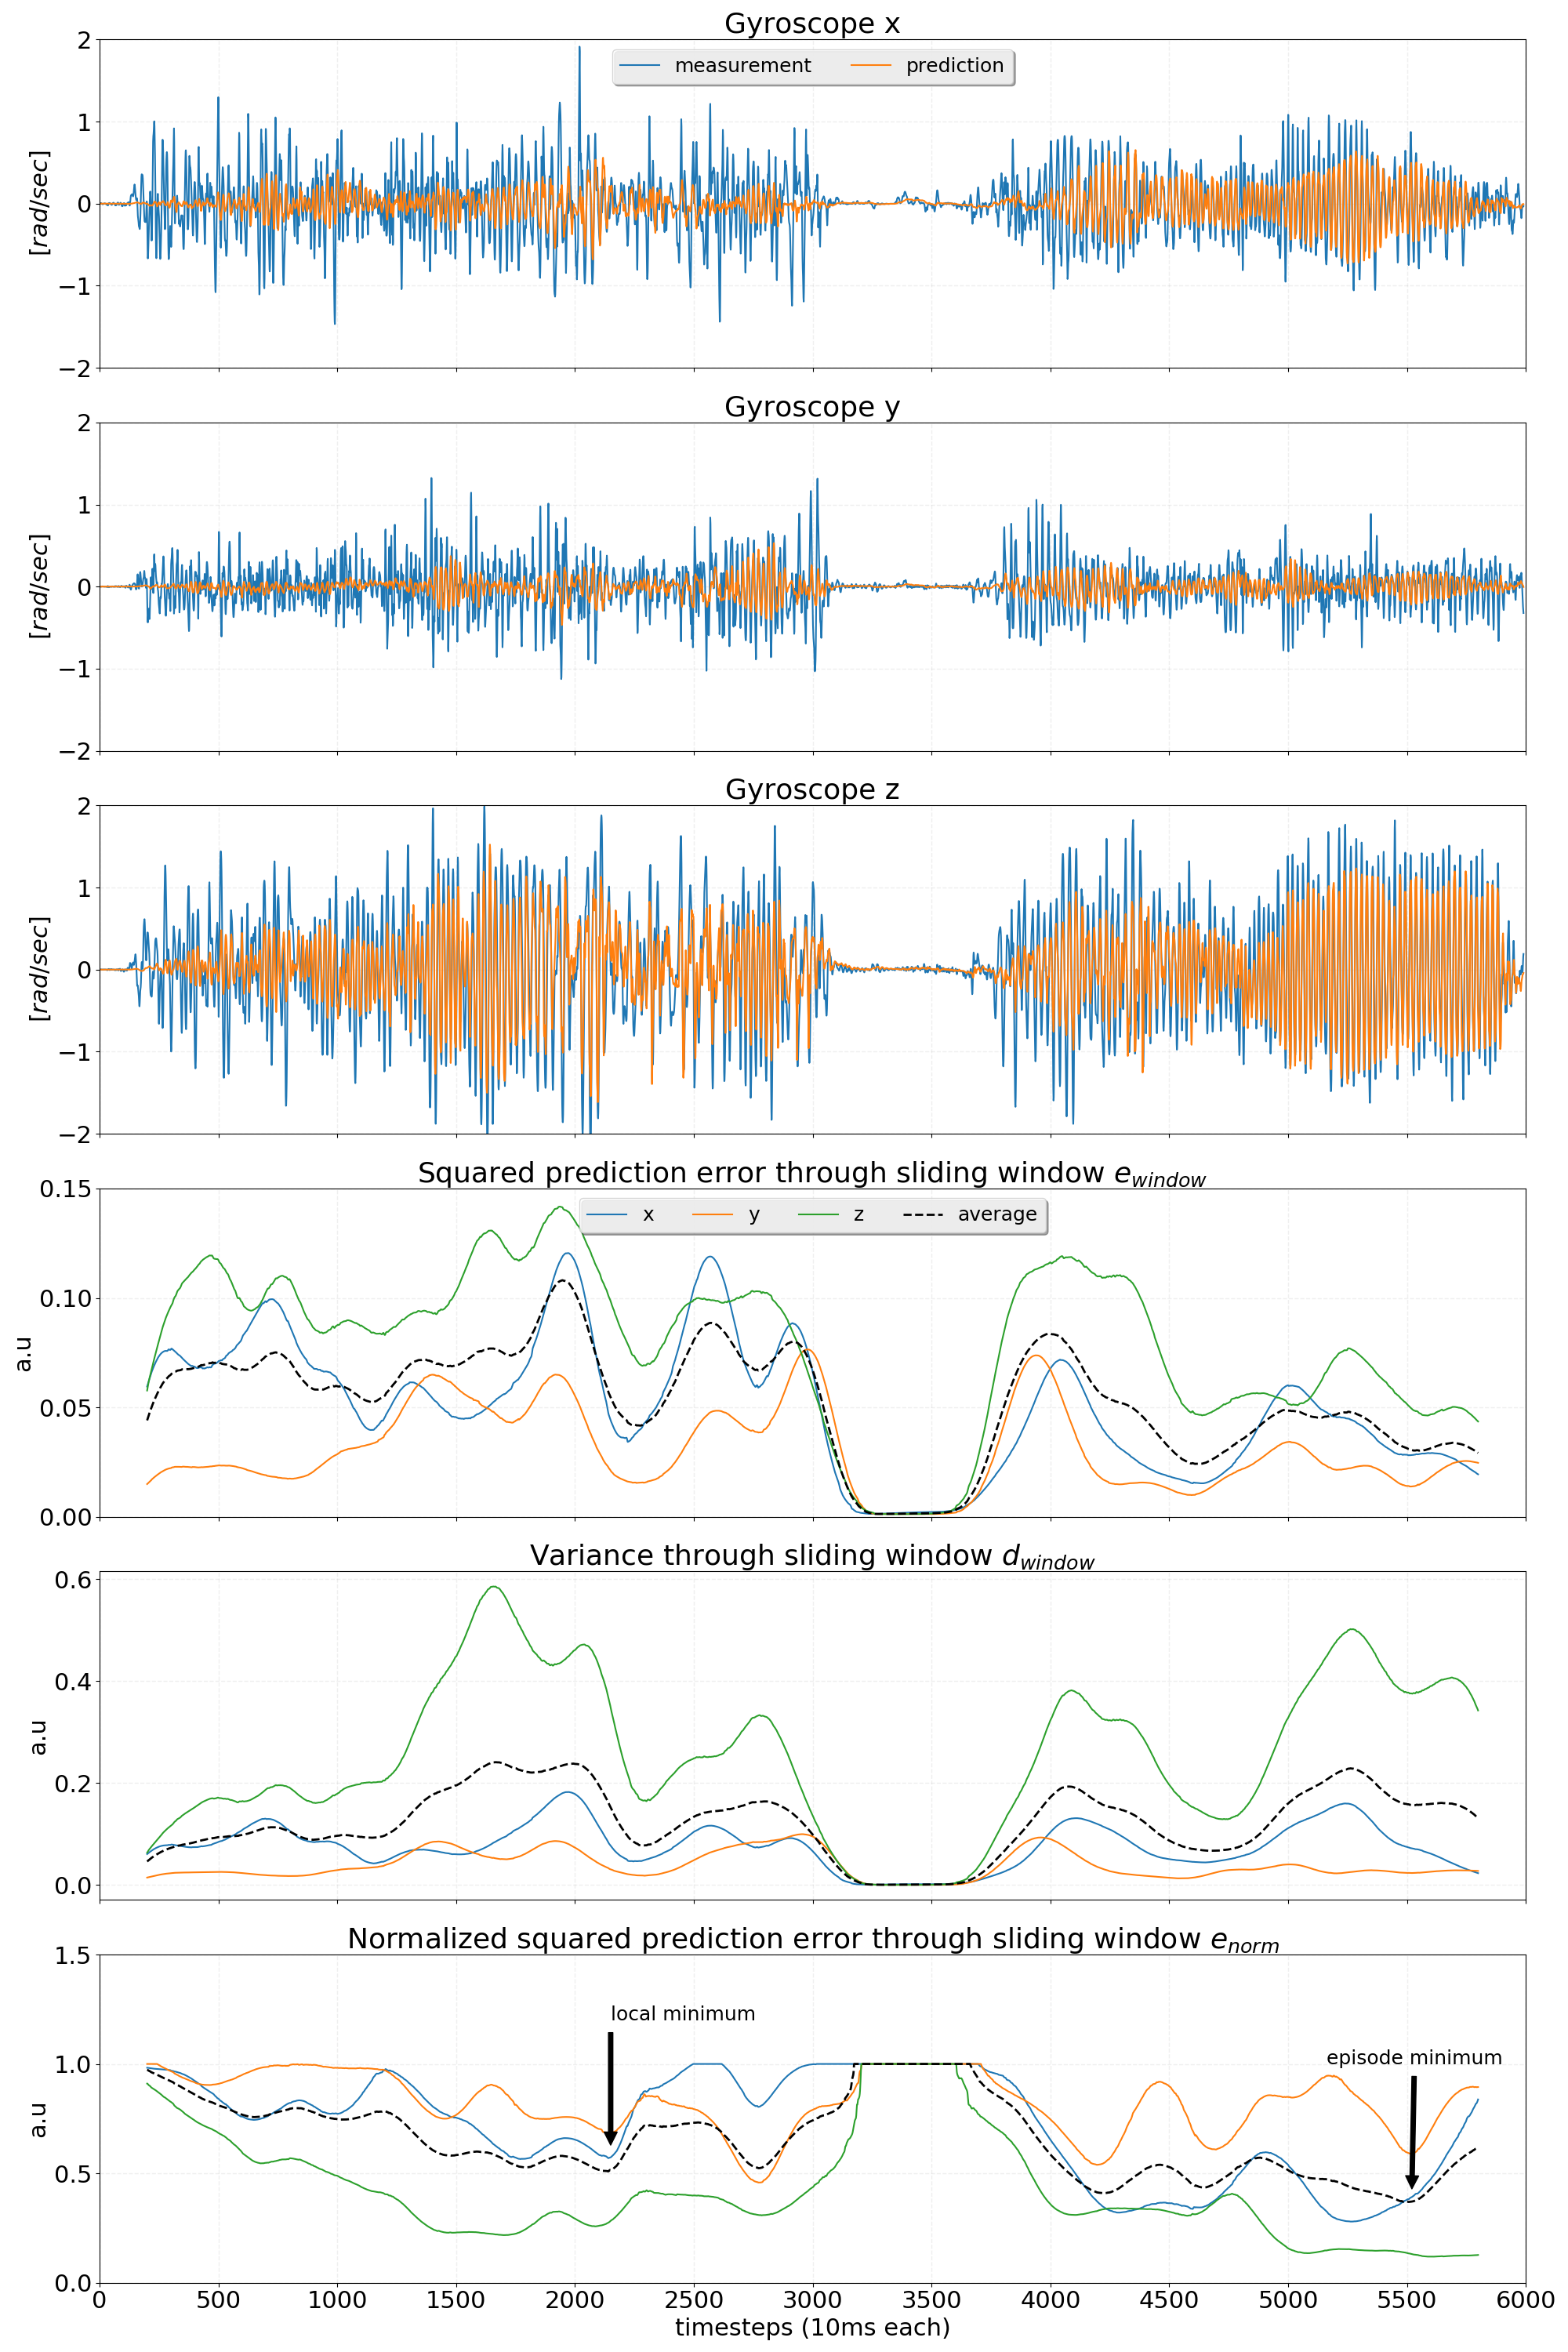 Gyroscope x
measurement prediction
[rad/sec]
2
1
0
−1
−2
Gyroscope y
[rad/sec]
2
1
0
−1
−2
Gyroscope z
[rad/sec]
2
1
0
−1
−2
Squared prediction error through sliding window e_window
x y z average
a.u
0.15
0.10
0.05
0.00
Variance through sliding window d_window
a.u
0.6
0.4
0.2
0.0
Normalized squared prediction error through sliding window e_norm
local minimum
episode minimum
a.u
1.5
1.0
0.5
0.0
0 500 1000 1500 2000 2500 3000 3500 4000 4500 5000 5500 6000
timesteps (10ms each)